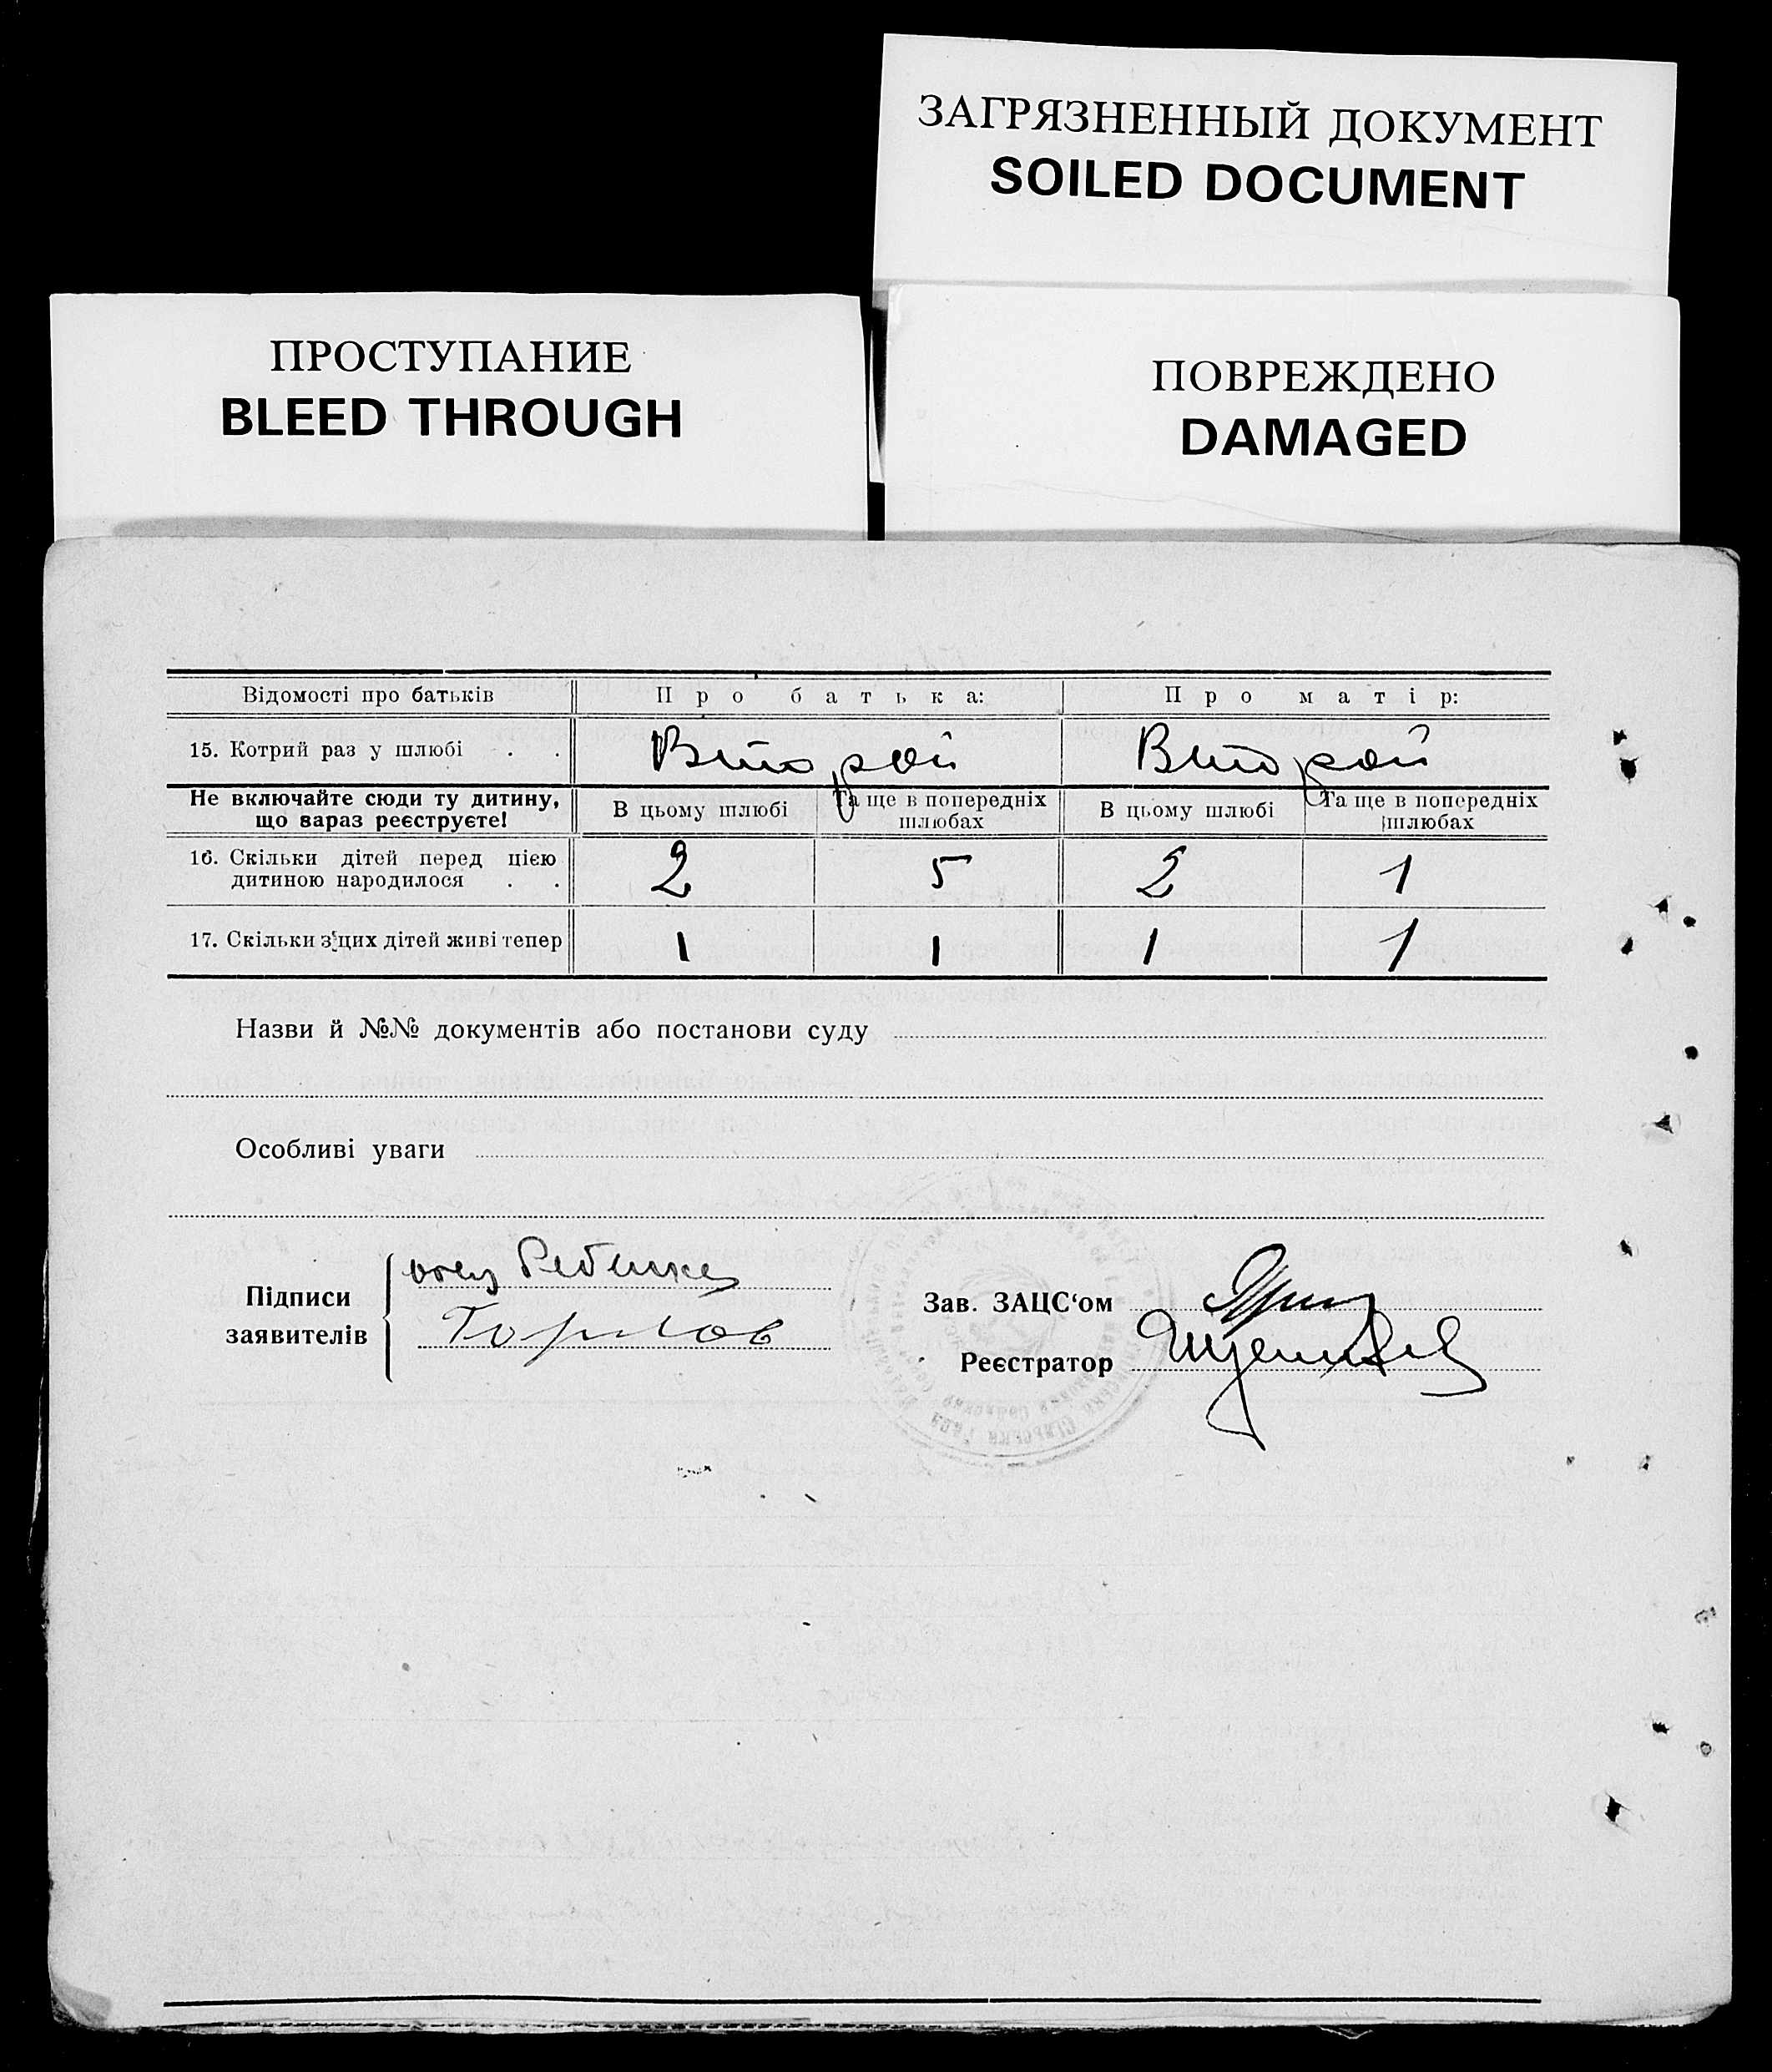 ЗАГРЯЗНЕННЫЙ ДОКУМЕНТ
SOILED DOCUMENT
ПРОСТУПАНИЕ
BLEED THROUGH
ПОВРЕЖДЕНО
DAMAGED
Відомості про батьків Про батька: Про матір:
15. Котрий раз у шлюбі . . Второй Второй
Не включайте сюди ту дитину, що вараз реєструєте! В цьому шлюбі Та ще в попередніх шлюбах В цьому шлюбі Та ще в попередніх шлюбах
16. Скільки дітей перед цією дитиною народилося . . 2 5 2 1
17. Скільки з цих дітей живі тепер 1 1 1 1
Назви й №№ документів або постанови суду
Особливі уваги
Підписи заявителів
отец Ребенка
Горлов
Зав. ЗАЦС‘ом
Реєстратор